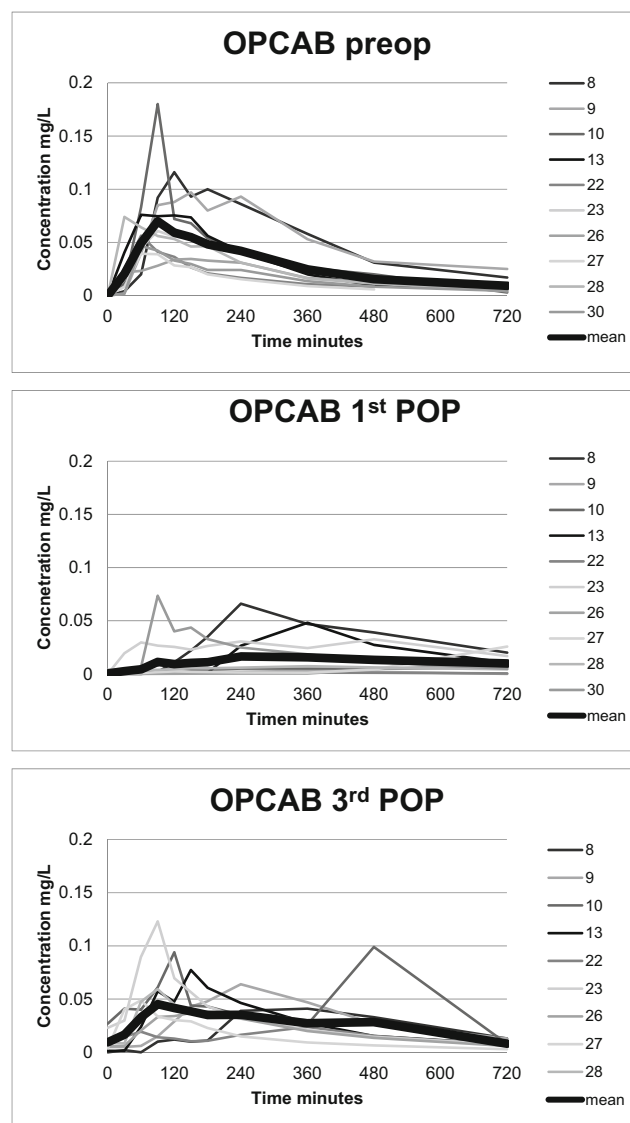 OPCAB preop
Concentration mg/L
0.2
0.15
0.1
0.05
0
0 120 240 360 480 600 720
Time minutes
8
9
10
13
22
23
26
27
28
30
mean
OPCAB 1st POP
Concnetration mg/L
0.2
0.15
0.1
0.05
0
0 120 240 360 480 600 720
Timen minutes
8
9
10
13
22
23
26
27
28
30
mean
OPCAB 3rd POP
Concentration mg/L
0.2
0.15
0.1
0.05
0
0 120 240 360 480 600 720
Time minutes
8
9
10
13
22
23
26
27
28
mean